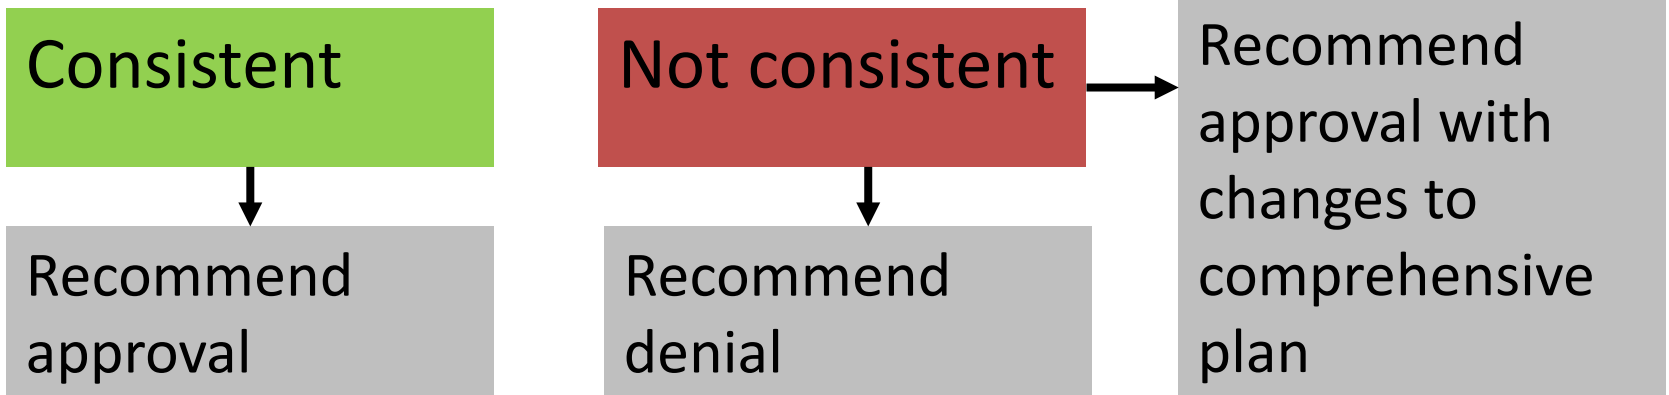 Consistent
Recommend
approval
Not consistent
Recommend
denial
Recommend
approval with
changes to
comprehensive
plan